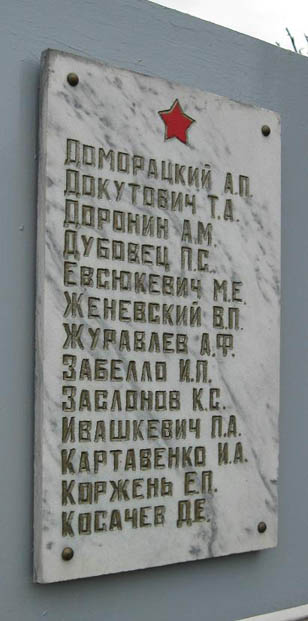 ДОМОРАЦКИЙ А.П.
ДОКУТОВИЧ Т.А.
ДОРОНИН А.М.
ДУБОВЕЦ П.С.
ЕВСЮКЕВИЧ М.Е.
ЖЕНЕВСКИЙ В.П.
ЖУРАВЛЕВ А.Ф.
ЗАБЕЛЛО И.П.
ЗАСЛОНОВ К.С.
ИВАШКЕВИЧ П.А.
КАРТАВЕНКО И.А.
КОРЖЕНЬ Е.П.
КОСАЧЕВ Д.Е.